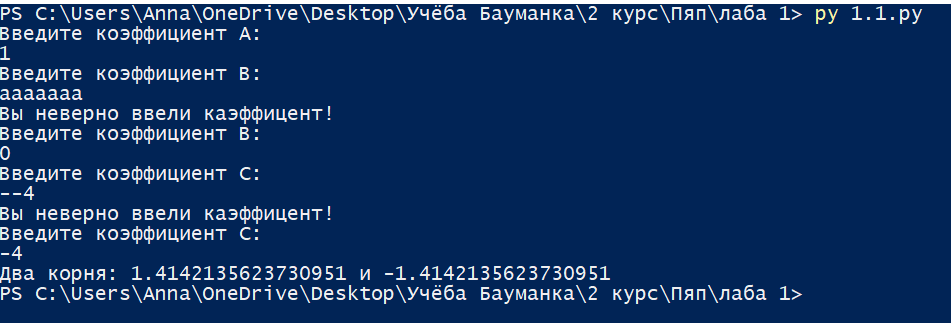 PS C:\Users\Anna\OneDrive\Desktop\Учёба Бауманка\2 курс\Пяп\лаба 1> py 1.1.py
Введите коэффициент A:
1
Введите коэффициент B:
aaaaaaa
Вы неверно ввели каэффицент!
Введите коэффициент B:
0
Введите коэффициент C:
--4
Вы неверно ввели каэффицент!
Введите коэффициент C:
-4
Два корня: 1.4142135623730951 и -1.4142135623730951
PS C:\Users\Anna\OneDrive\Desktop\Учёба Бауманка\2 курс\Пяп\лаба 1>